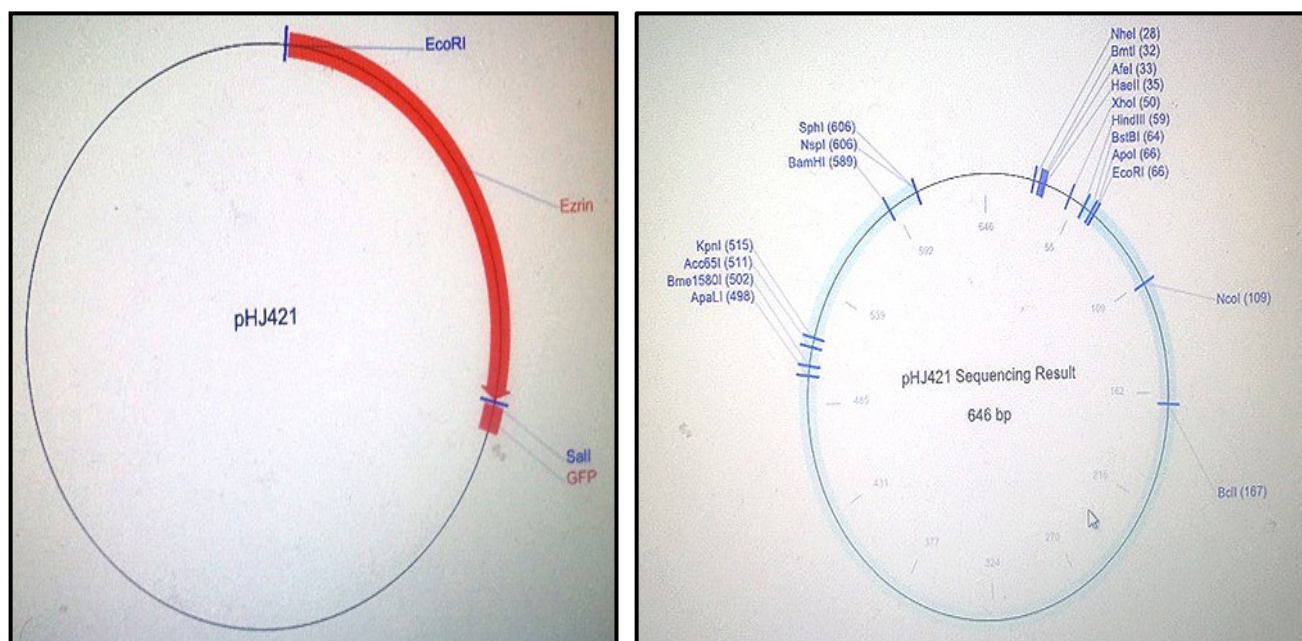 EcoRI
Ezrin
pHJ421
SalI
GFP
NheI (28)
BmtI (32)
AfeI (33)
HaeII (35)
XhoI (50)
HindIII (59)
BstBI (64)
ApoI (66)
EcoRI (66)
SphI (606)
NspI (606)
BamHI (589)
646
55
592
KpnI (515)
Acc65I (511)
Bme1580I (502)
ApaLI (498)
NcoI (109)
539
109
pHJ421 Sequencing Result
646 bp
485
162
BclI (167)
431
216
377
270
324